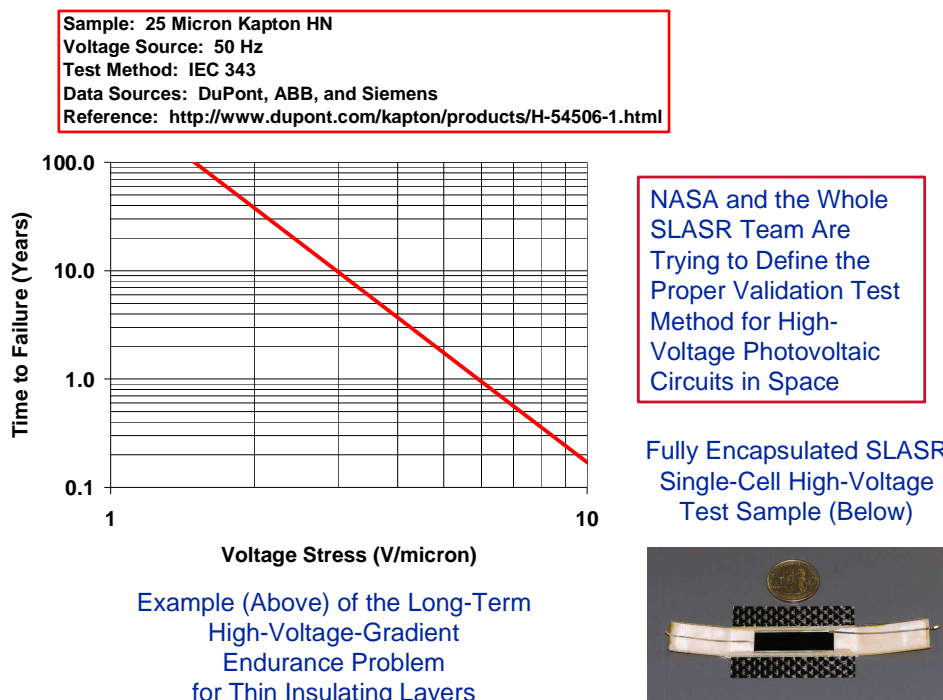 Sample: 25 Micron Kapton HN
Voltage Source: 50 Hz
Test Method: IEC 343
Data Sources: DuPont, ABB, and Siemens
Reference: http://www.dupont.com/kapton/products/H-54506-1.html
100.0
10.0
1.0
0.1
Time to Failure (Years)
1
10
Voltage Stress (V/micron)
NASA and the Whole
SLASR Team Are
Trying to Define the
Proper Validation Test
Method for High-
Voltage Photovoltaic
Circuits in Space
Fully Encapsulated SLASR
Single-Cell High-Voltage
Test Sample (Below)
Example (Above) of the Long-Term
High-Voltage-Gradient
Endurance Problem
for Thin Insulating Layers